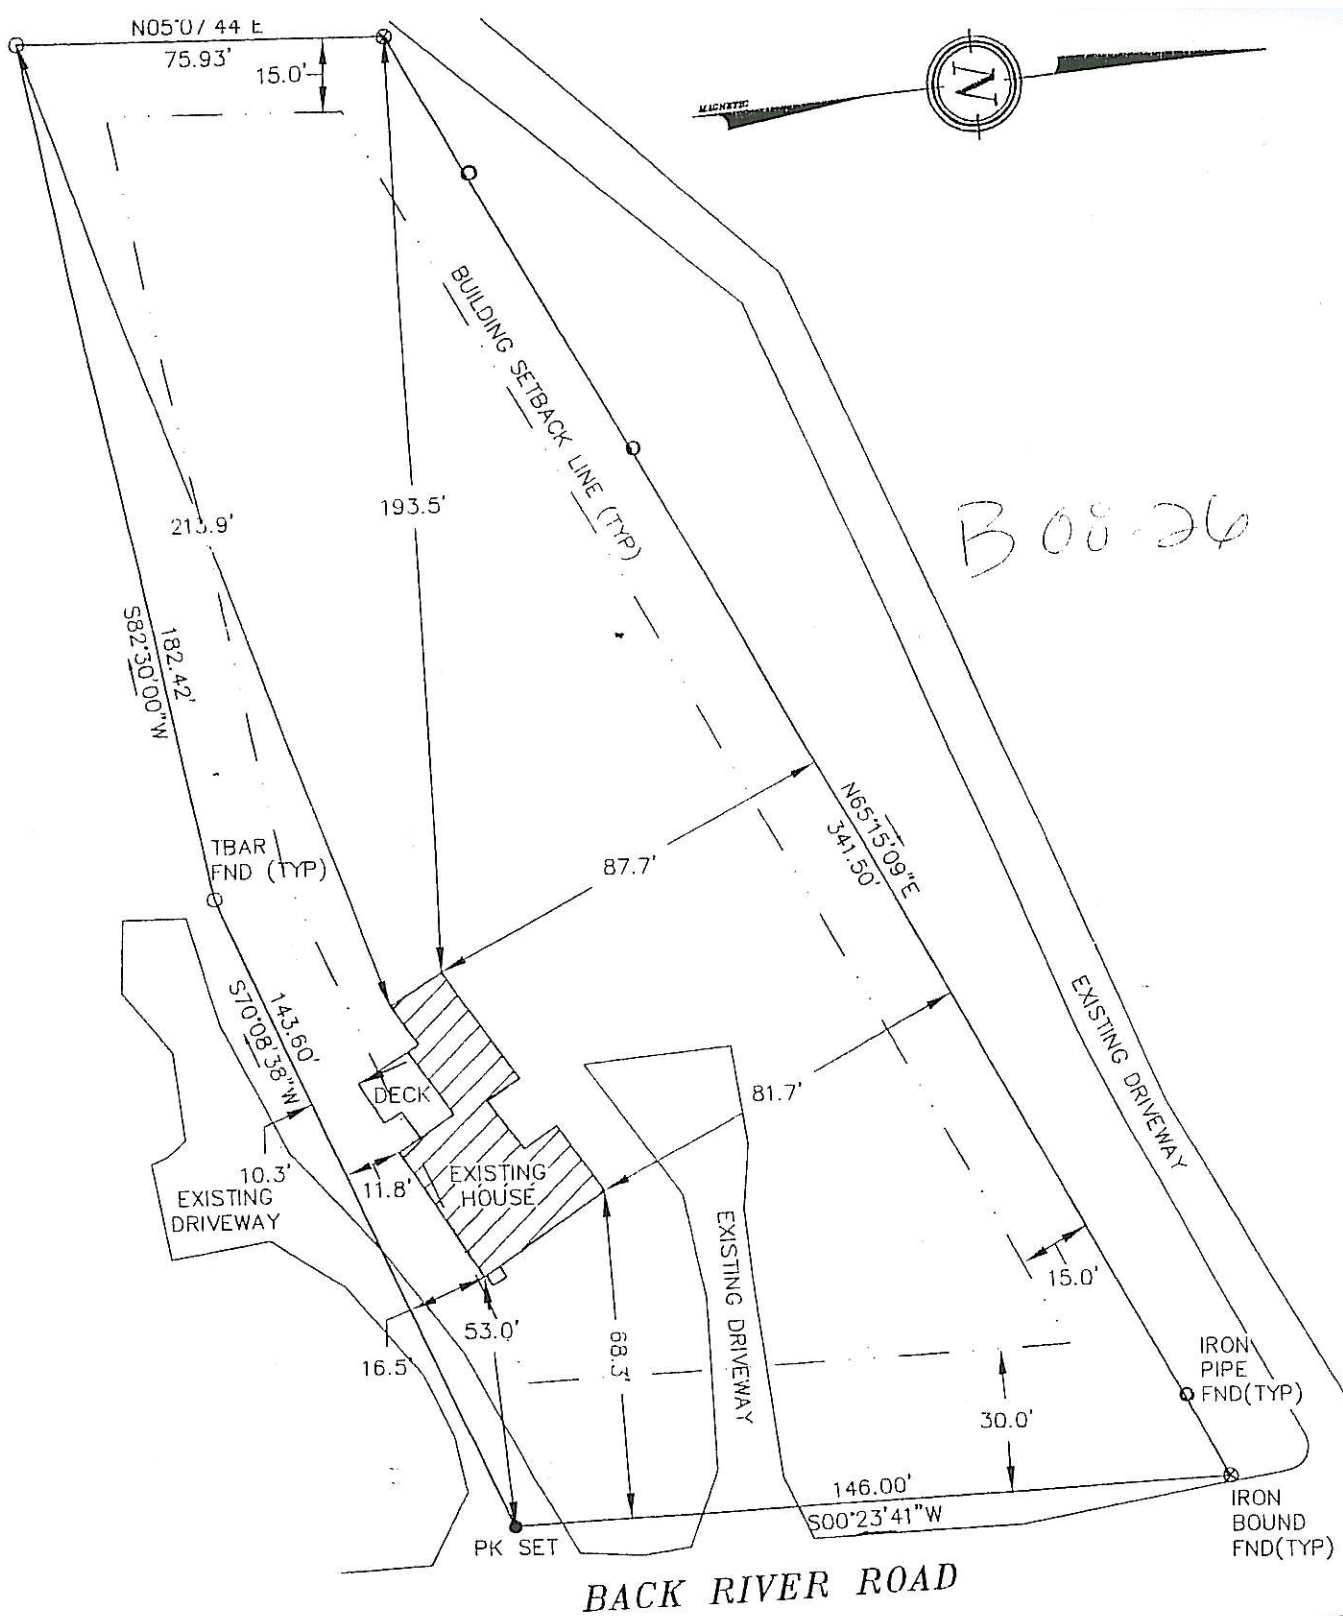 N05°07'44"E
75.93'
15.0'
MAGNETIC
N
BUILDING SETBACK LINE (TYP)
213.9'
193.5'
B 08-26
182.42'
S82°30'00"W
N65°15'09"E
341.50'
87.7'
TBAR
FND (TYP)
143.60'
S70°08'38"W
EXISTING DRIVEWAY
DECK
81.7'
10.3'
11.8'
EXISTING
HOUSE
EXISTING
DRIVEWAY
EXISTING DRIVEWAY
15.0'
16.5'
53.0'
68.3'
IRON
PIPE
FND(TYP)
30.0'
146.00'
S00°23'41"W
PK SET
IRON
BOUND
FND(TYP)
BACK RIVER ROAD